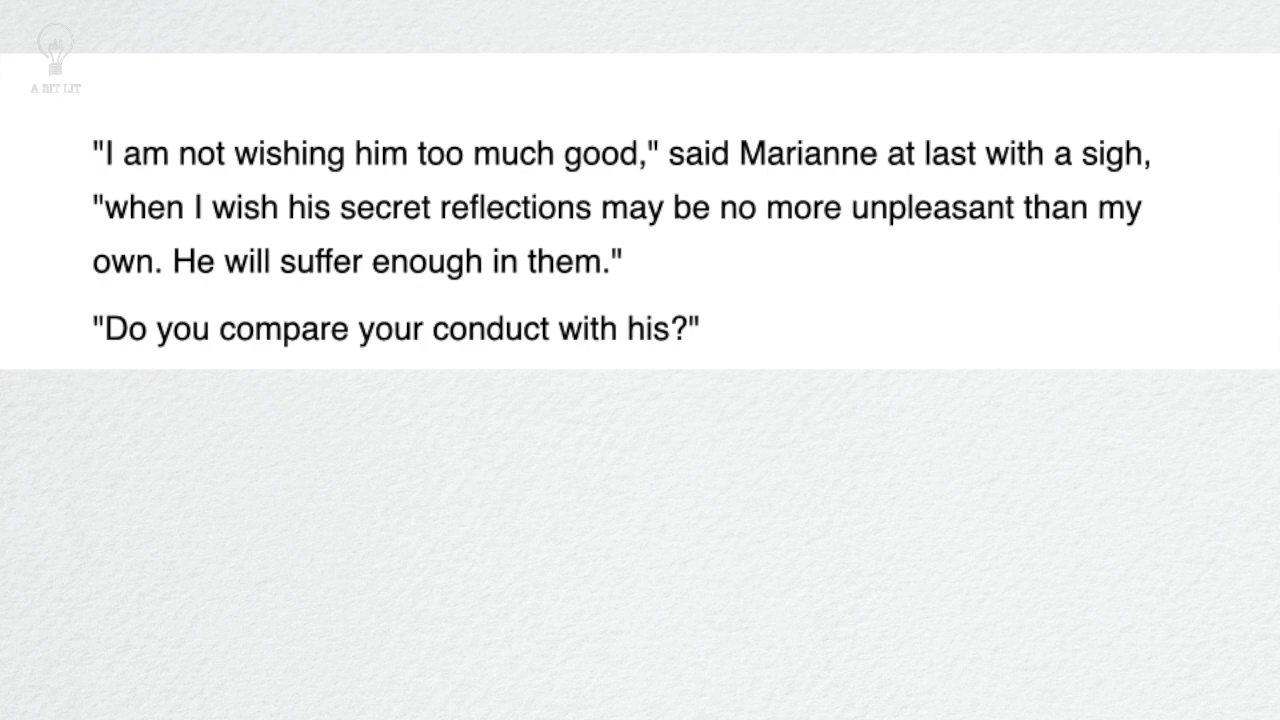 A BIT LIT
"I am not wishing him too much good," said Marianne at last with a sigh,
"when I wish his secret reflections may be no more unpleasant than my
own. He will suffer enough in them."
"Do you compare your conduct with his?"